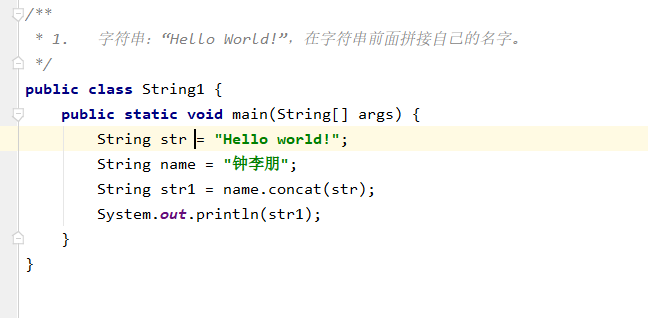 /**
 * 1.   字符串：“Hello World!”，在字符串前面拼接自己的名字。
 */
public class String1 {
    public static void main(String[] args) {
        String str = "Hello world!";
        String name = "钟李朋";
        String str1 = name.concat(str);
        System.out.println(str1);
    }
}